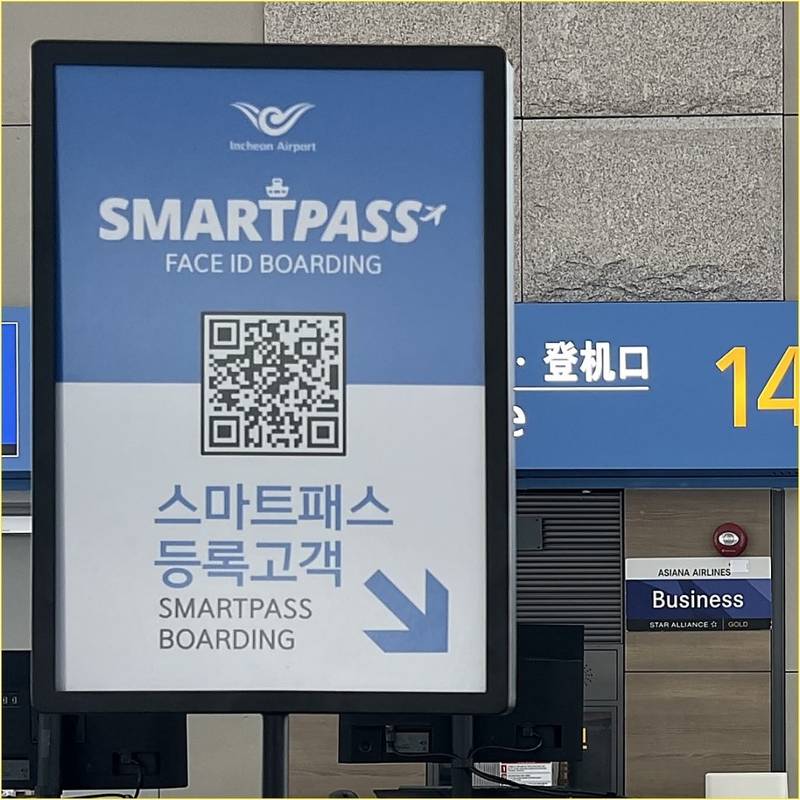 Incheon Airport
SMARTPASS
FACE ID BOARDING
스마트패스
등록고객
SMARTPASS
BOARDING
· 登机口
e
14
ASIANA AIRLINES
Business
STAR ALLIANCE GOLD